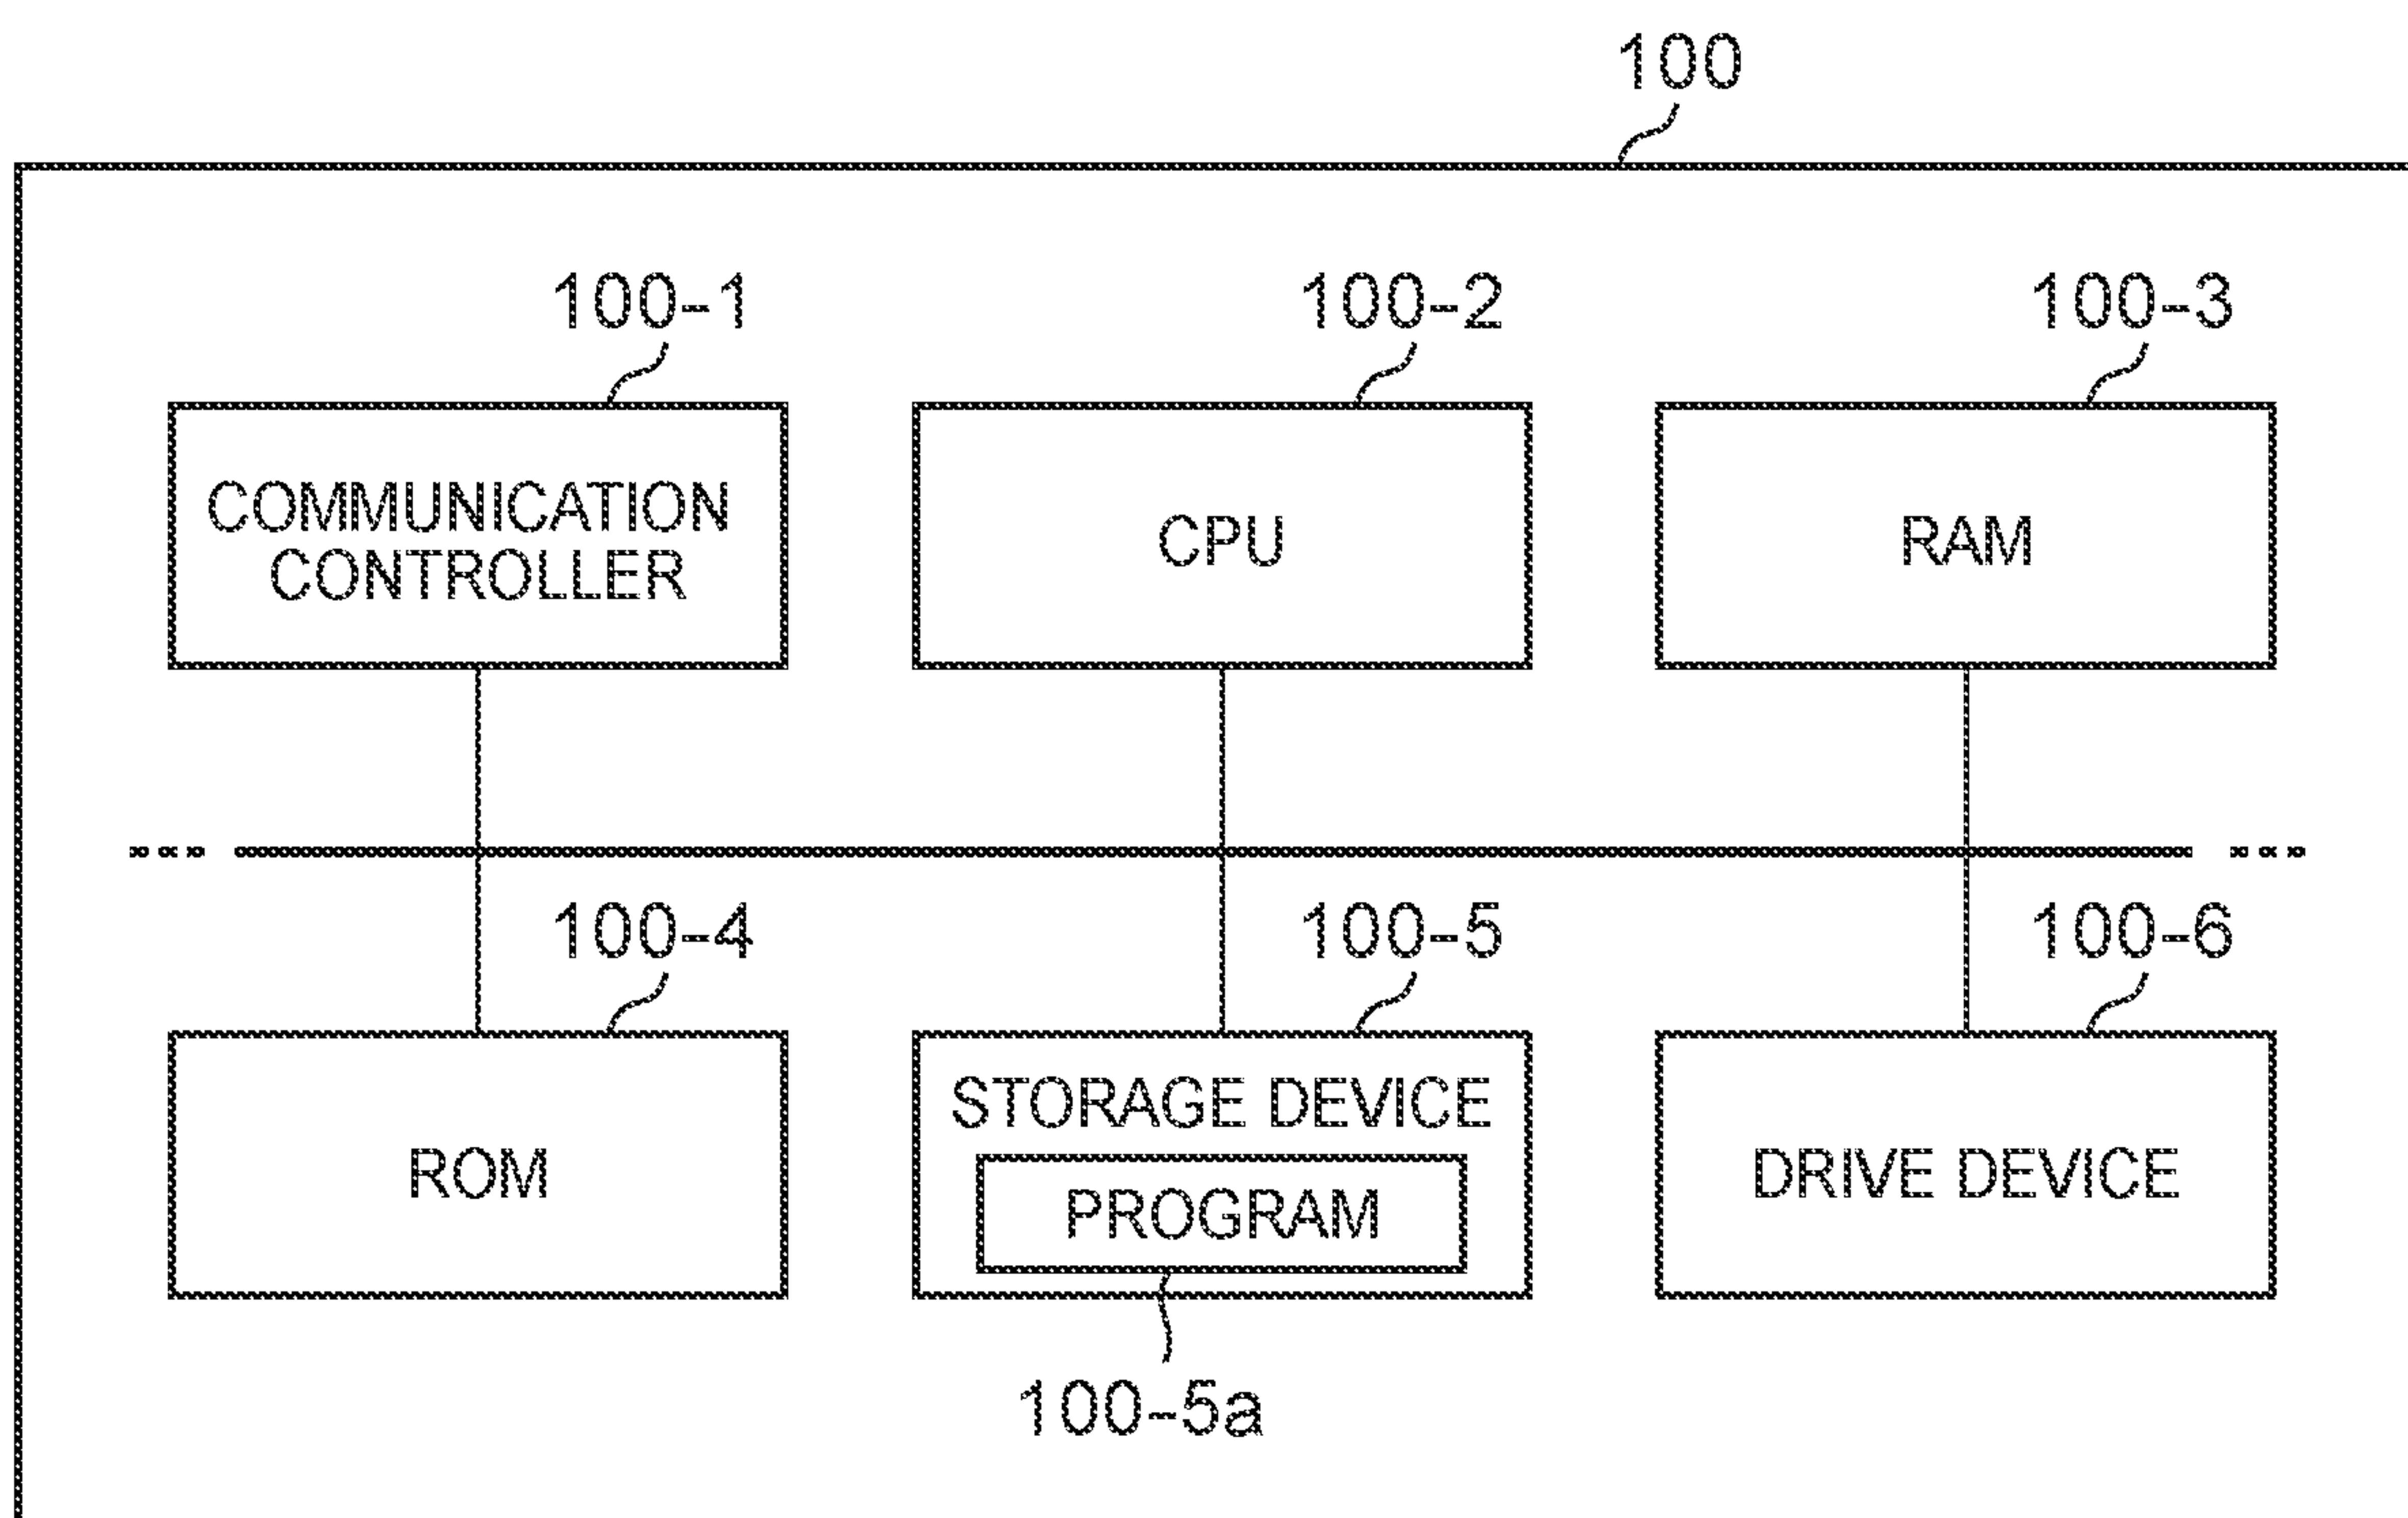 100
100-1
100-2
100-3
COMMUNICATION
CONTROLLER
CPU
RAM
100-4
100-5
100-6
ROM
STORAGE DEVICE
PROGRAM
DRIVE DEVICE
100-5a